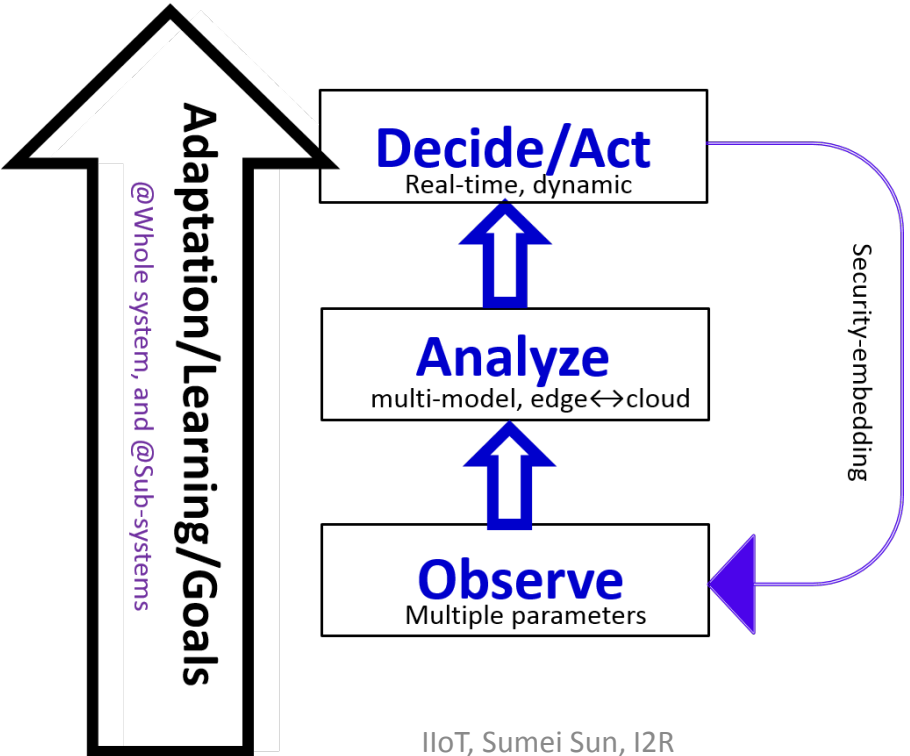 Adaptation/Learning/Goals
@Whole system, and @Sub-systems
Decide/Act
Real-time, dynamic
Analyze
multi-model, edge↔cloud
Observe
Multiple parameters
Security-embedding
IIoT, Sumei Sun, I2R